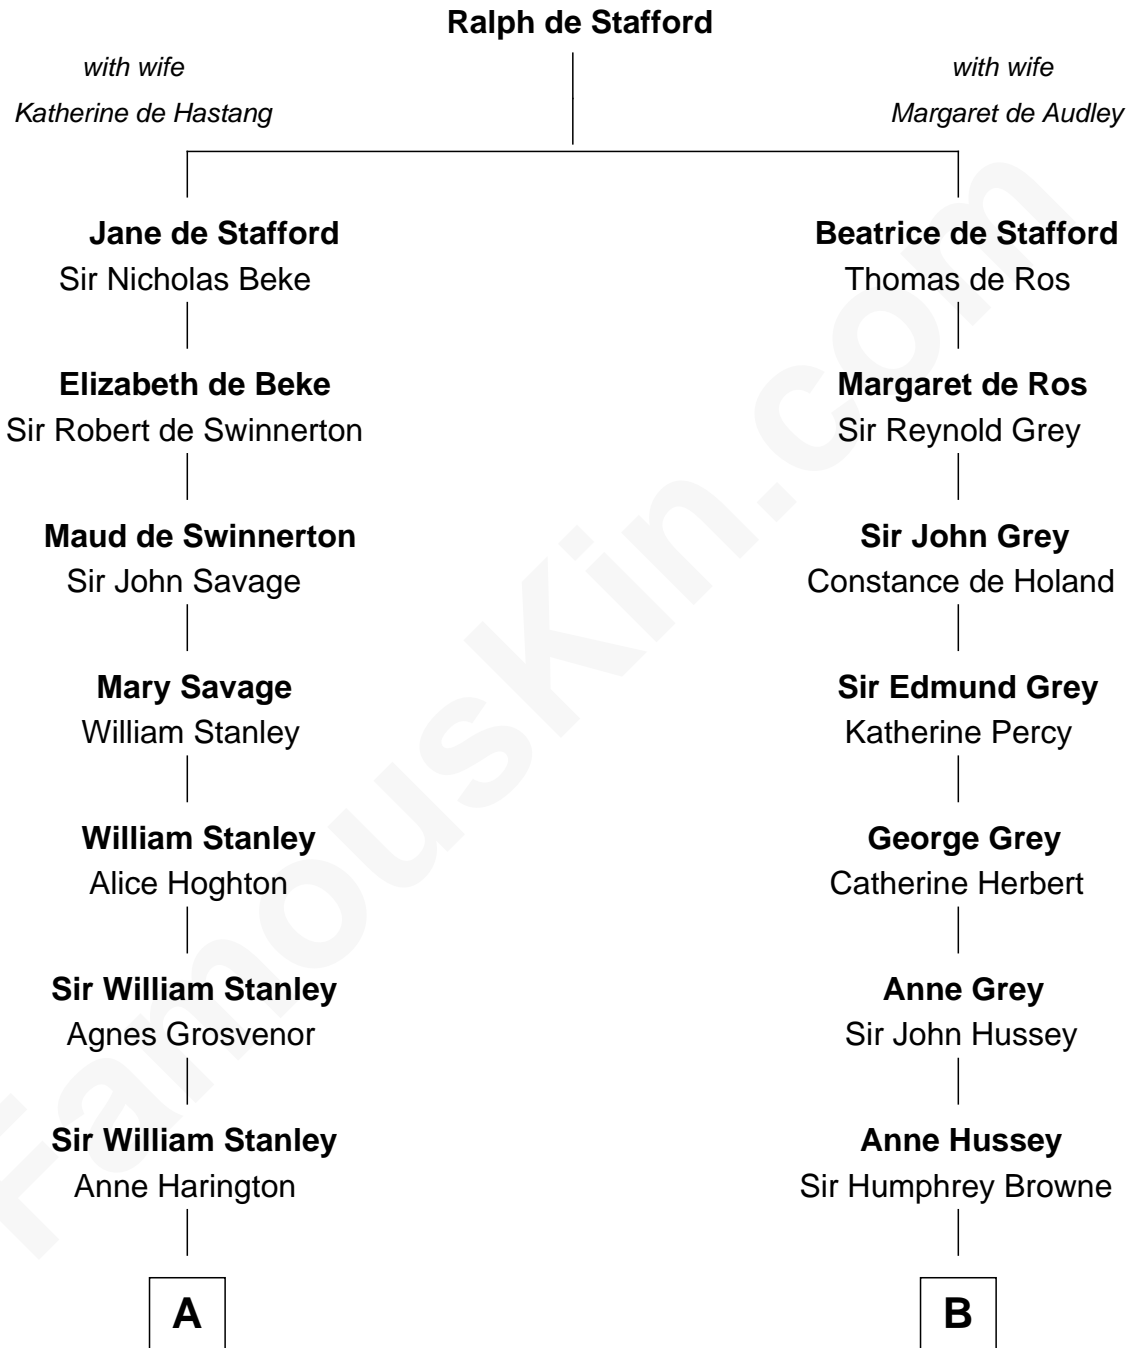 Ralph de Stafford
with wife
Katherine de Hastang
with wife
Margaret de Audley
Jane de Stafford
Sir Nicholas Beke
Beatrice de Stafford
Thomas de Ros
Elizabeth de Beke
Sir Robert de Swinnerton
Margaret de Ros
Sir Reynold Grey
Maud de Swinnerton
Sir John Savage
Sir John Grey
Constance de Holand
Mary Savage
William Stanley
Sir Edmund Grey
Katherine Percy
William Stanley
Alice Hoghton
George Grey
Catherine Herbert
Sir William Stanley
Agnes Grosvenor
Anne Grey
Sir John Hussey
Sir William Stanley
Anne Harington
Anne Hussey
Sir Humphrey Browne
A
B
FamousKin.com